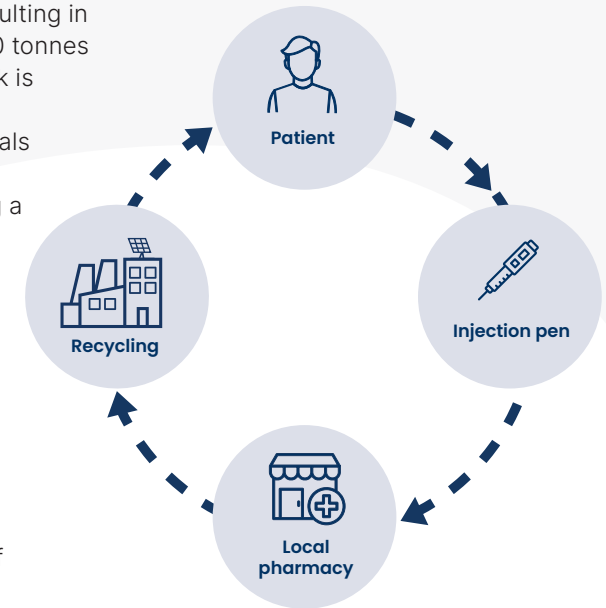 ulting in
tonnes
k is
Patient
als
a
Recycling
Injection pen
Local
pharmacy